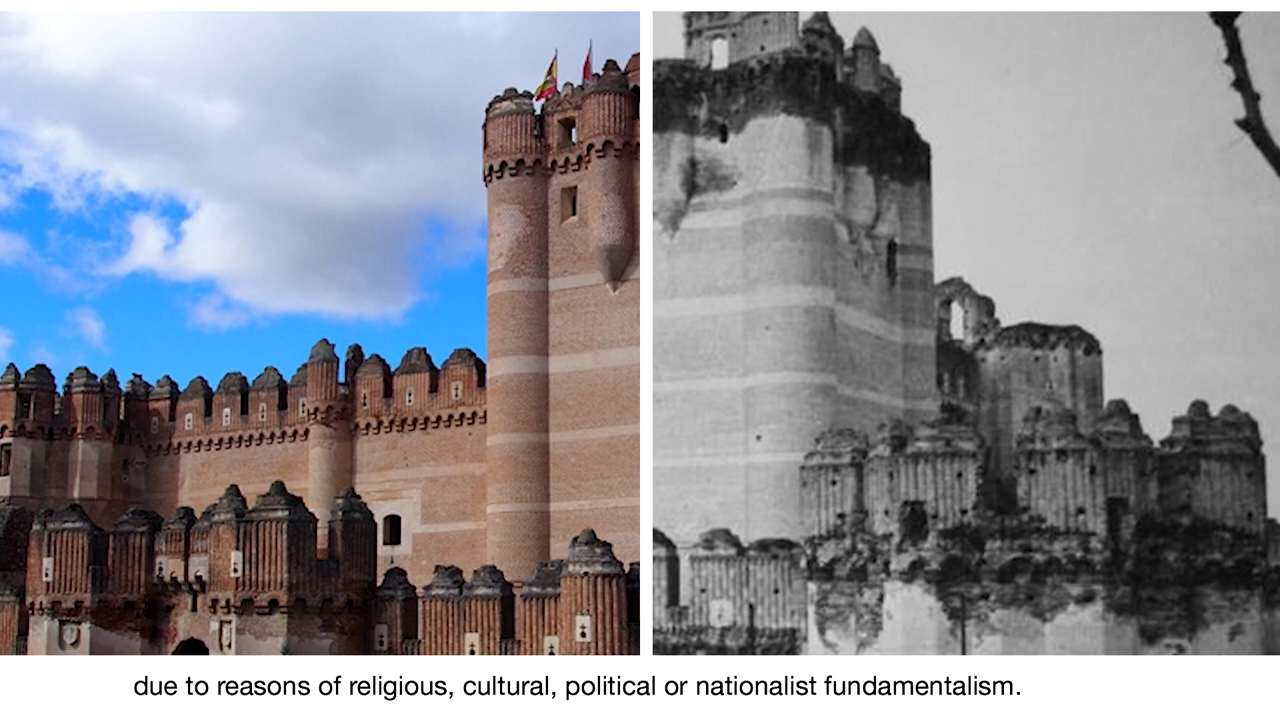 due to reasons of religious, cultural, political or nationalist fundamentalism.